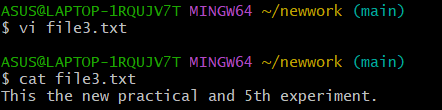 ASUS@LAPTOP-1RQUJV7T MINGW64 ~/newwork (main)
$ vi file3.txt
ASUS@LAPTOP-1RQUJV7T MINGW64 ~/newwork (main)
$ cat file3.txt
This the new practical and 5th experiment.